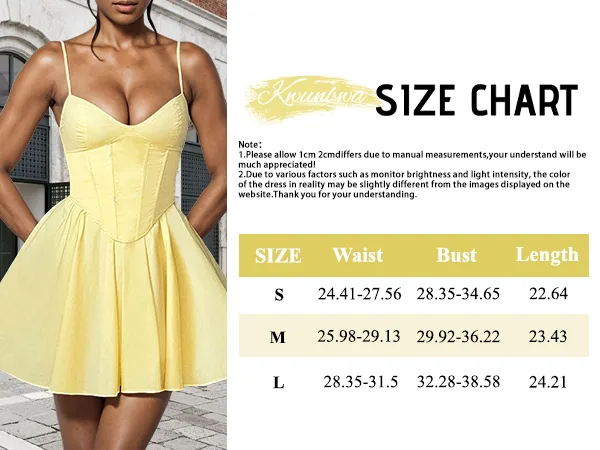 Kwunbwa
SIZE CHART
Note：
1.Please allow 1cm 2cmdiffers due to manual measurements,your understand will be
much appreciated!
2.Due to various factors such as monitor brightness and light intensity, the color
of the dress in reality may be slightly different from the images displayed on the
website.Thank you for your understanding.
SIZE Waist Bust Length
S 24.41-27.56 28.35-34.65 22.64
M 25.98-29.13 29.92-36.22 23.43
L 28.35-31.5 32.28-38.58 24.21